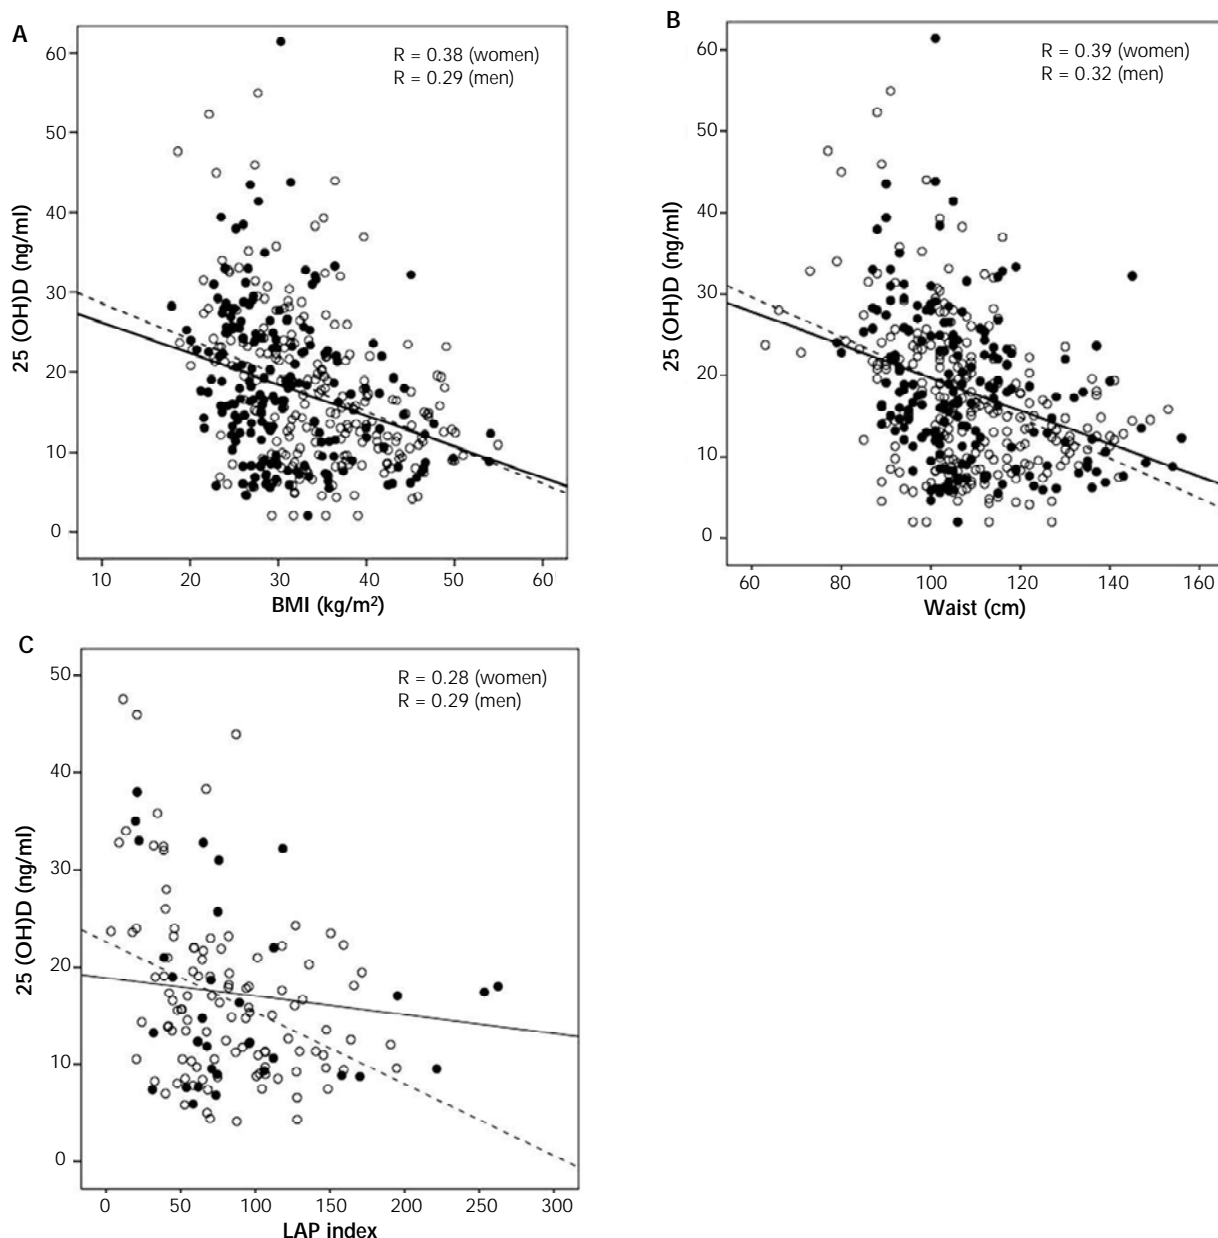 A
R = 0.38 (women)
R = 0.29 (men)
60
50
40
30
20
10
0
25 (OH)D (ng/ml)
10 20 30 40 50 60
BMI (kg/m²)
B
R = 0.39 (women)
R = 0.32 (men)
60
50
40
30
20
10
0
25 (OH)D (ng/ml)
60 80 100 120 140 160
Waist (cm)
C
R = 0.28 (women)
R = 0.29 (men)
50
40
30
20
10
0
25 (OH)D (ng/ml)
0 50 100 150 200 250 300
LAP index